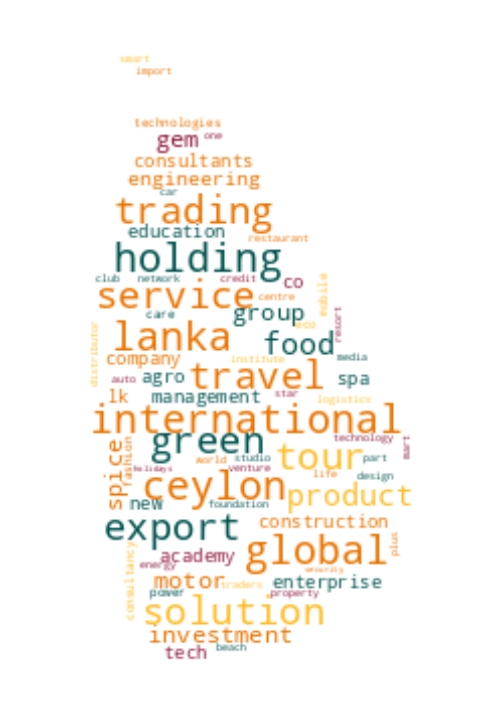 smart
import
technologies
gem one
consultants
engineering
car
trading
education
restaurant
holding
club network credit co
service centre mobile
care group eco resort
lanka food
distributor
company institute media
auto agro travel spa
lk management star logistics
international
green technology mart
spice fashion
world studio tour part
holidays venture
ceylon life design
product
new foundation
export construction
academy global plus
energy security
consultancy
motor traders enterprise
power property
solution
investment
tech beach